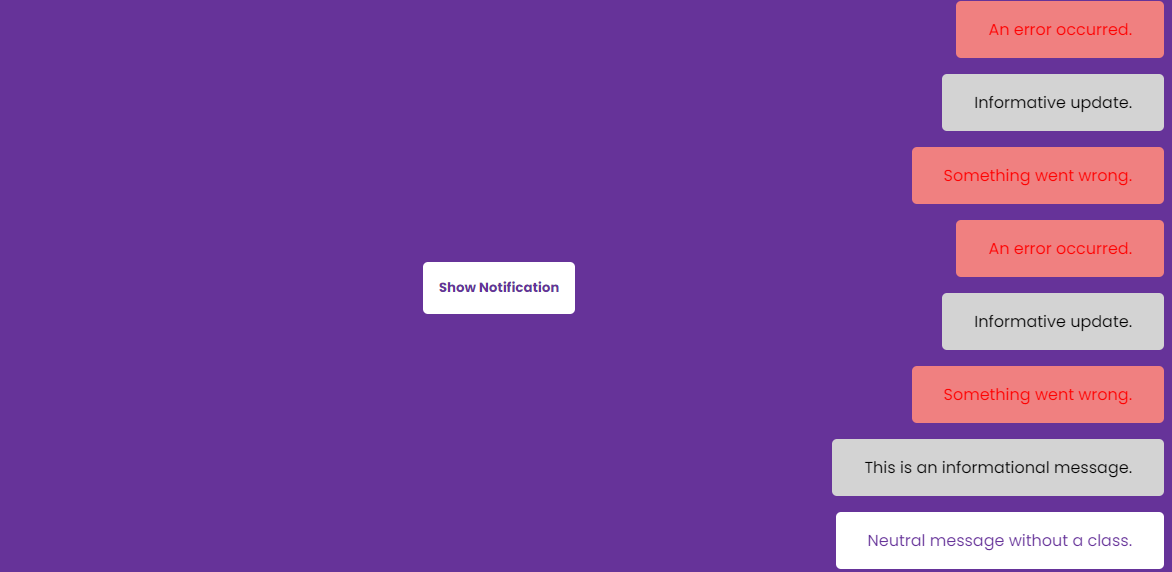 An error occurred.
Informative update.
Something went wrong.
An error occurred.
Show Notification
Informative update.
Something went wrong.
This is an informational message.
Neutral message without a class.